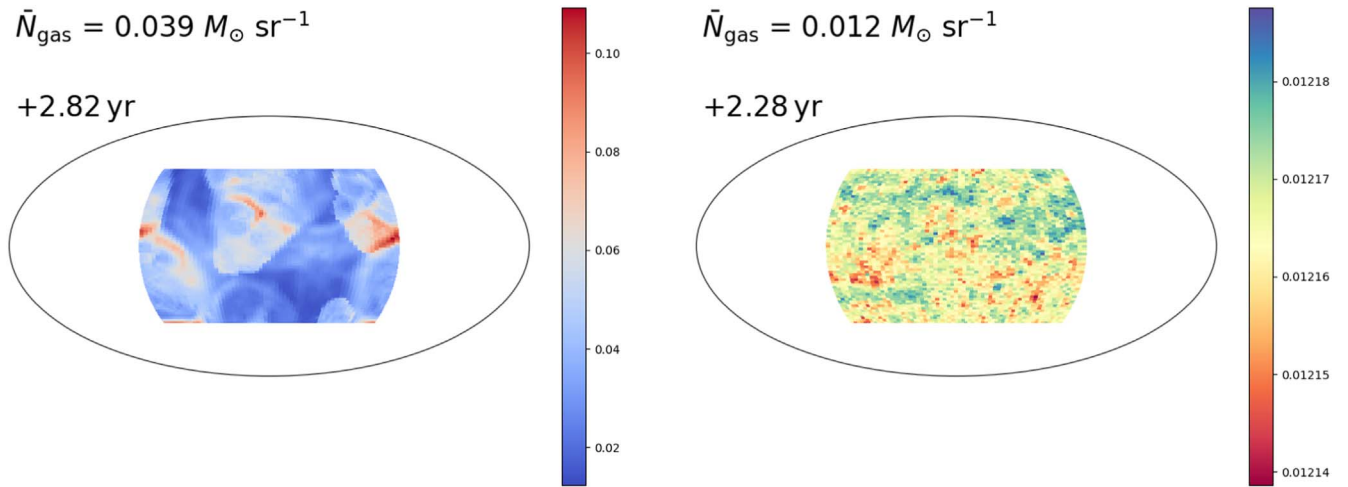 N̄gas = 0.039 M⊙ sr⁻¹
+2.82 yr
0.10
0.08
0.06
0.04
0.02
N̄gas = 0.012 M⊙ sr⁻¹
+2.28 yr
0.01218
0.01217
0.01216
0.01215
0.01214